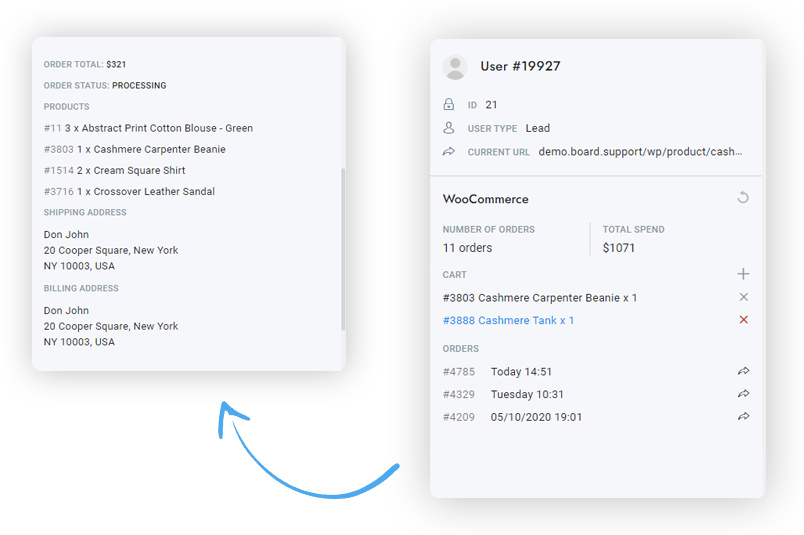 ORDER TOTAL: $321
ORDER STATUS: PROCESSING
PRODUCTS
#11 3 x Abstract Print Cotton Blouse - Green
#3803 1 x Cashmere Carpenter Beanie
#1514 2 x Cream Square Shirt
#3716 1 x Crossover Leather Sandal
SHIPPING ADDRESS
Don John
20 Cooper Square, New York
NY 10003, USA
BILLING ADDRESS
Don John
20 Cooper Square, New York
NY 10003, USA
User #19927
ID 21
USER TYPE Lead
CURRENT URL demo.board.support/wp/product/cash...
WooCommerce
NUMBER OF ORDERS TOTAL SPEND
11 orders $1071
CART
#3803 Cashmere Carpenter Beanie x 1
#3888 Cashmere Tank x 1
ORDERS
#4785 Today 14:51
#4329 Tuesday 10:31
#4209 05/10/2020 19:01